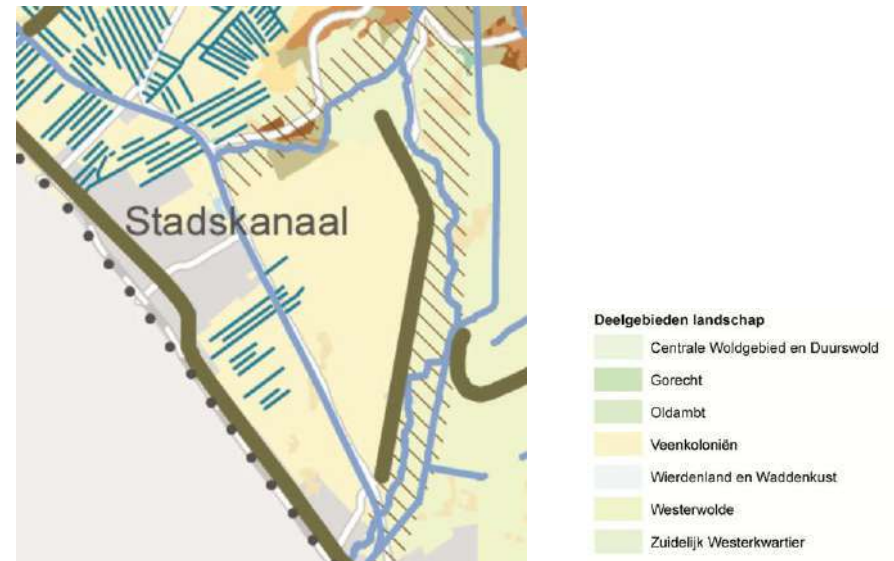 Stadskanaal
Deelgebieden landschap
Centrale Woldgebied en Duurswold
Gorecht
Oldambt
Veenkoloniën
Wierdenland en Waddenkust
Westerwolde
Zuidelijk Westerkwartier